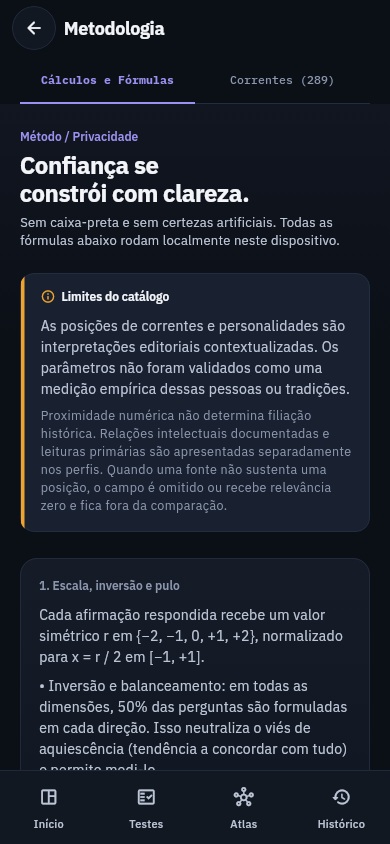 Metodologia
Cálculos e Fórmulas
Correntes (289)
Método / Privacidade
Confiança se
constrói com clareza.
Sem caixa-preta e sem certezas artificiais. Todas as
fórmulas abaixo rodam localmente neste dispositivo.
Limites do catálogo
As posições de correntes e personalidades são
interpretações editoriais contextualizadas. Os
parâmetros não foram validados como uma
medição empírica dessas pessoas ou tradições.
Proximidade numérica não determina filiação
histórica. Relações intelectuais documentadas e
leituras primárias são apresentadas separadamente
nos perfis. Quando uma fonte não sustenta uma
posição, o campo é omitido ou recebe relevância
zero e fica fora da comparação.
1. Escala, inversão e pulo
Cada afirmação respondida recebe um valor
simétrico r em {−2, −1, 0, +1, +2}, normalizado
para x = r / 2 em [−1, +1].
• Inversão e balanceamento: em todas as
dimensões, 50% das perguntas são formuladas
em cada direção. Isso neutraliza o viés de
aquiescência (tendência a concordar com tudo)
e permite medi-lo
Início
Testes
Atlas
Histórico